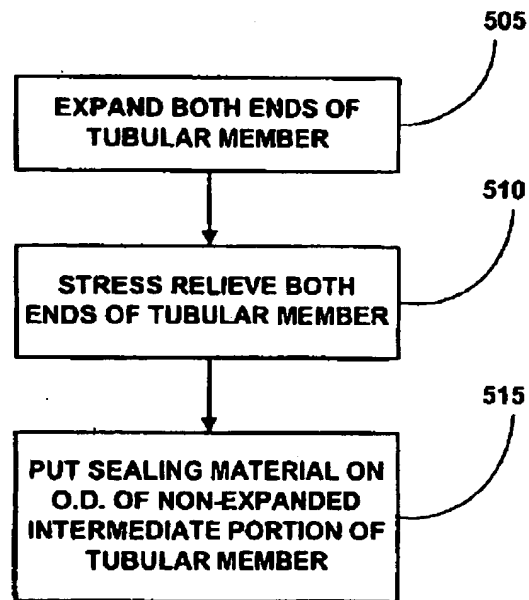 505
EXPAND BOTH ENDS OF
TUBULAR MEMBER
510
STRESS RELIEVE BOTH
ENDS OF TUBULAR MEMBER
515
PUT SEALING MATERIAL ON
O.D. OF NON-EXPANDED
INTERMEDIATE PORTION OF
TUBULAR MEMBER